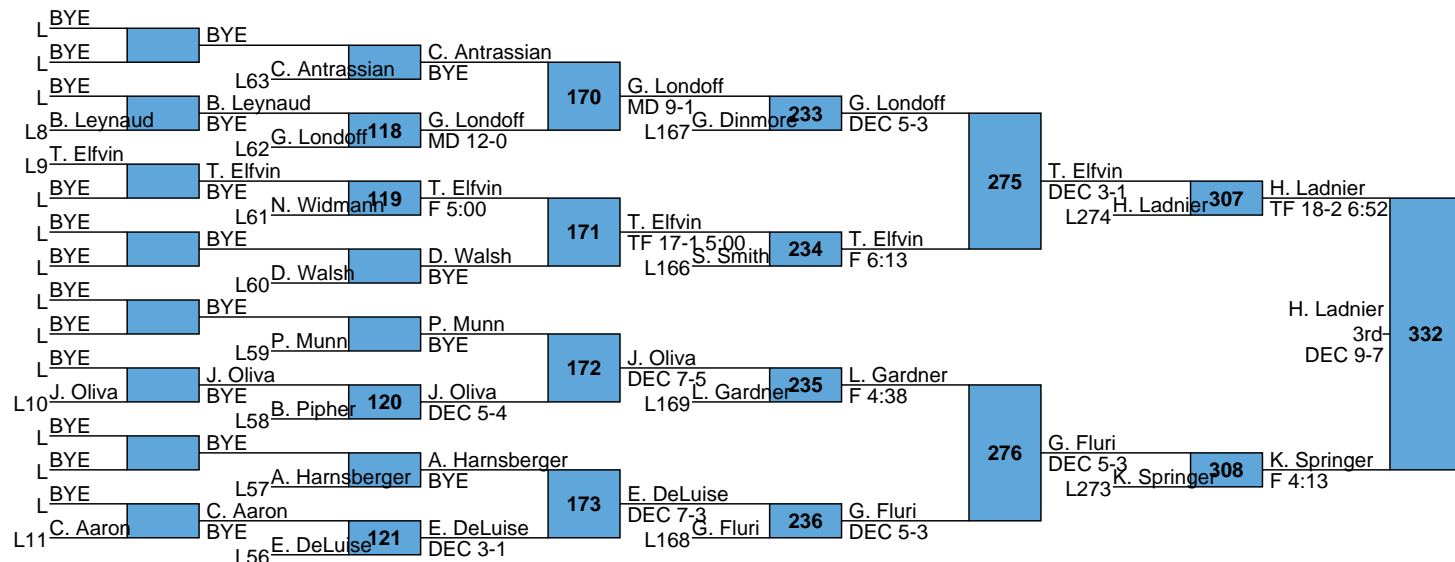 BYE
L
BYE
L
BYE
L63
C. Antrassian
C. Antrassian
BYE
BYE
L
B. Leynaud
L8
B. Leynaud
BYE
L62
G. Londoff
118
G. Londoff
MD 12-0
170
G. Londoff
MD 9-1
L167
G. Dinmore
233
G. Londoff
DEC 5-3
T. Elfvin
L9
BYE
L
T. Elfvin
BYE
L61
N. Widmann
119
T. Elfvin
F 5:00
BYE
L
BYE
L
BYE
L60
D. Walsh
D. Walsh
BYE
171
T. Elfvin
TF 17-1 5:00
L166
S. Smith
234
T. Elfvin
F 6:13
275
T. Elfvin
DEC 3-1
L274
H. Ladnier
307
H. Ladnier
TF 18-2 6:52
BYE
L
BYE
L
BYE
L59
P. Munn
P. Munn
BYE
BYE
L
J. Oliva
L10
J. Oliva
BYE
L58
B. Pipher
120
J. Oliva
DEC 5-4
172
J. Oliva
DEC 7-5
L169
L. Gardner
235
L. Gardner
F 4:38
BYE
L
BYE
L
BYE
L57
A. Harnsberger
A. Harnsberger
BYE
BYE
L
C. Aaron
L11
C. Aaron
BYE
L56
E. DeLuise
121
E. DeLuise
DEC 3-1
173
E. DeLuise
DEC 7-3
L168
G. Fluri
236
G. Fluri
DEC 5-3
276
G. Fluri
DEC 5-3
L273
K. Springer
308
K. Springer
F 4:13
H. Ladnier
3rd
DEC 9-7
332